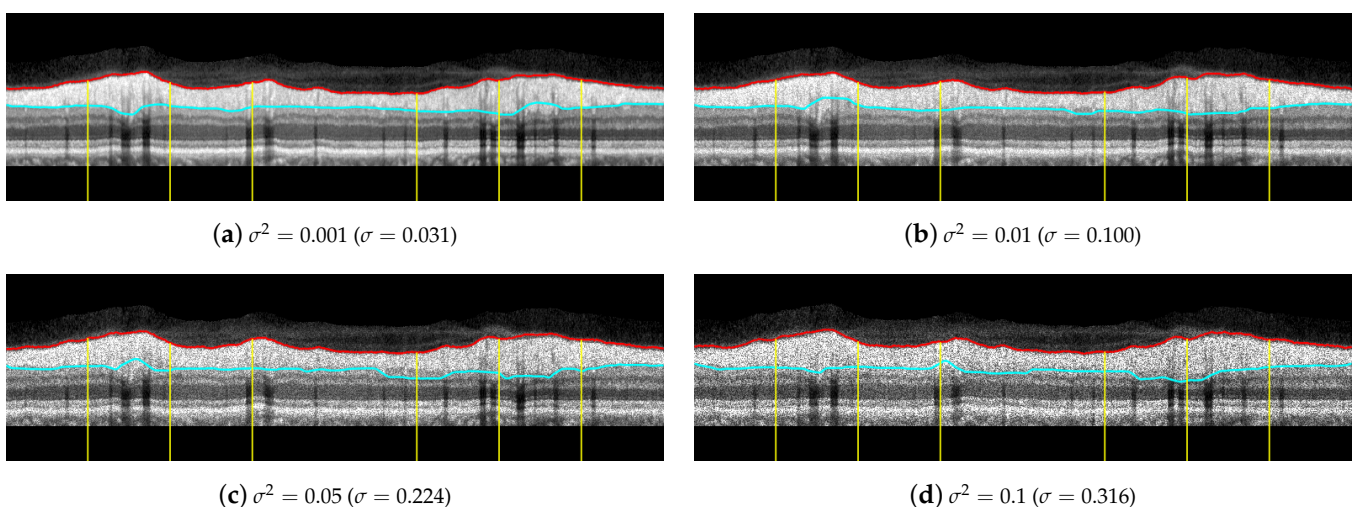 (a) σ² = 0.001 (σ = 0.031)
(b) σ² = 0.01 (σ = 0.100)
(c) σ² = 0.05 (σ = 0.224)
(d) σ² = 0.1 (σ = 0.316)